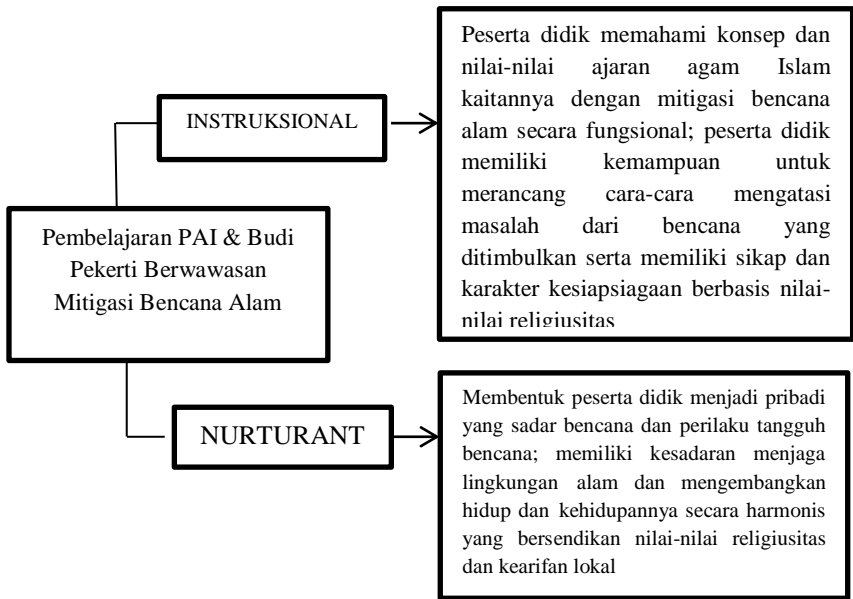 Pembelajaran PAI & Budi
Pekerti Berwawasan
Mitigasi Bencana Alam
INSTRUKSIONAL
Peserta didik memahami konsep dan
nilai-nilai ajaran agam Islam
kaitannya dengan mitigasi bencana
alam secara fungsional; peserta didik
memiliki kemampuan untuk
merancang cara-cara mengatasi
masalah dari bencana yang
ditimbulkan serta memiliki sikap dan
karakter kesiapsiagaan berbasis nilai-
nilai religiusitas
NURTURANT
Membentuk peserta didik menjadi pribadi
yang sadar bencana dan perilaku tangguh
bencana; memiliki kesadaran menjaga
lingkungan alam dan mengembangkan
hidup dan kehidupannya secara harmonis
yang bersendikan nilai-nilai religiusitas
dan kearifan lokal